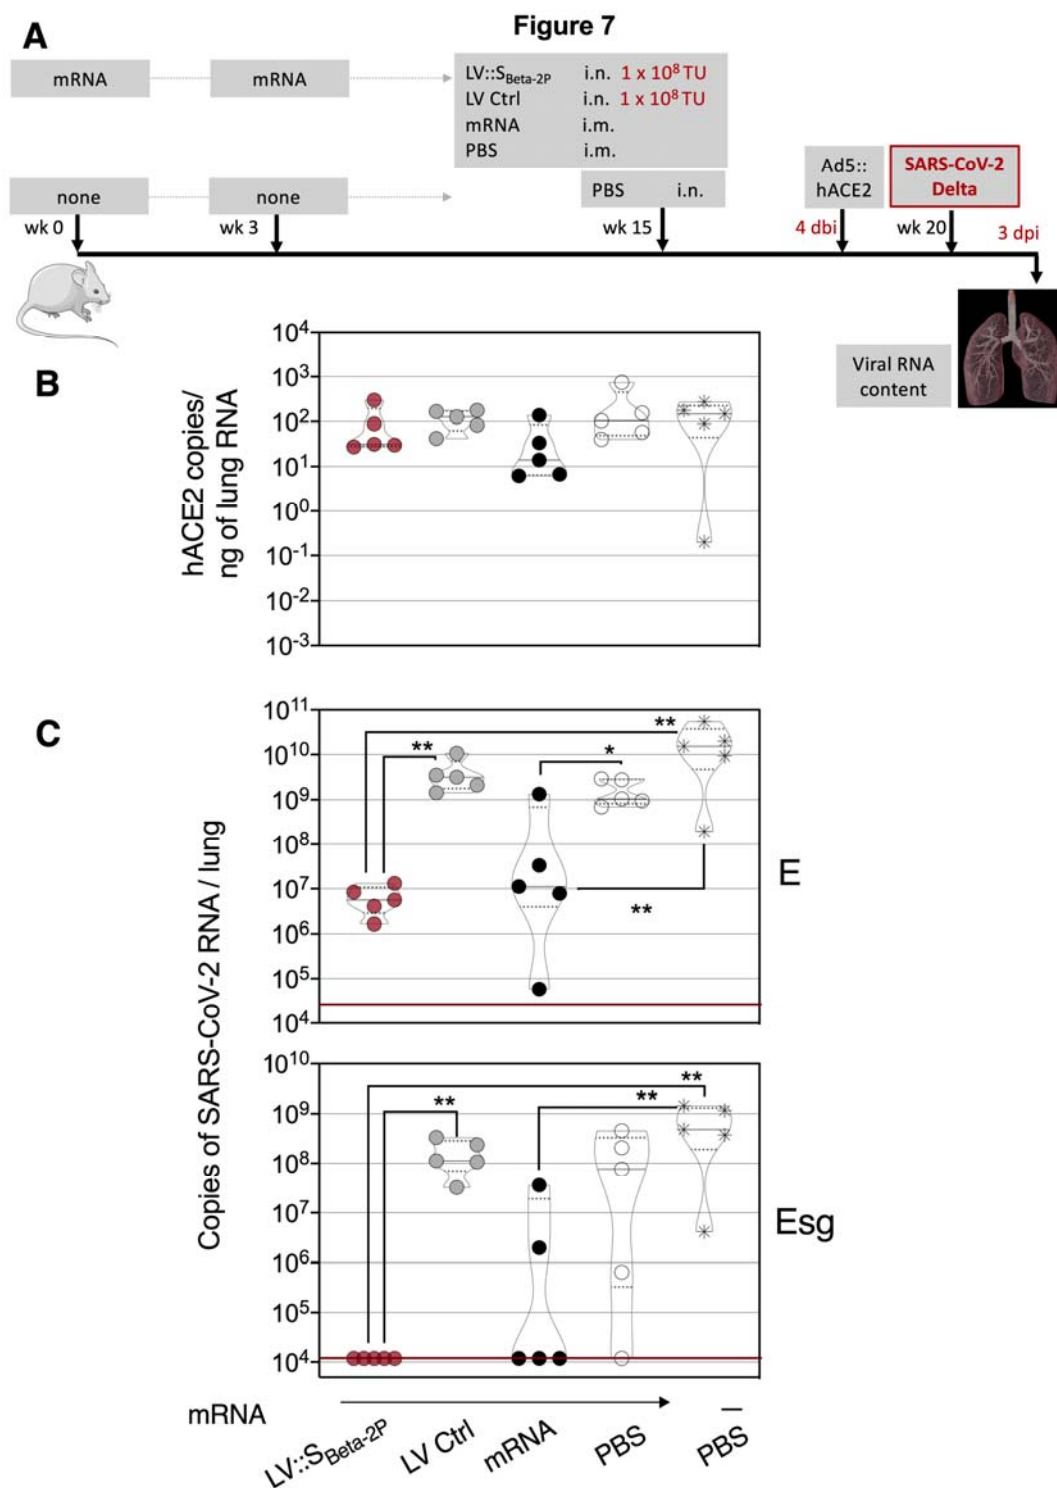 Figure 7
A
mRNA mRNA
LV::S_Beta-2P i.n. 1 x 10⁸ TU
LV Ctrl i.n. 1 x 10⁸ TU
mRNA i.m.
PBS i.m.
none none
PBS i.n.
Ad5::
hACE2
SARS-CoV-2
Delta
wk 0 wk 3 wk 15 4 dbi wk 20 3 dpi
Viral RNA
content
B
hACE2 copies/
ng of lung RNA
10⁴
10³
10²
10¹
10⁰
10⁻¹
10⁻²
10⁻³
C
Copies of SARS-CoV-2 RNA / lung
10¹¹
10¹⁰
10⁹
10⁸
10⁷
10⁶
10⁵
10⁴
**
**
*
**
E
10¹⁰
10⁹
10⁸
10⁷
10⁶
10⁵
10⁴
**
**
**
Esg
mRNA –
LV::S_Beta-2P LV Ctrl mRNA PBS PBS